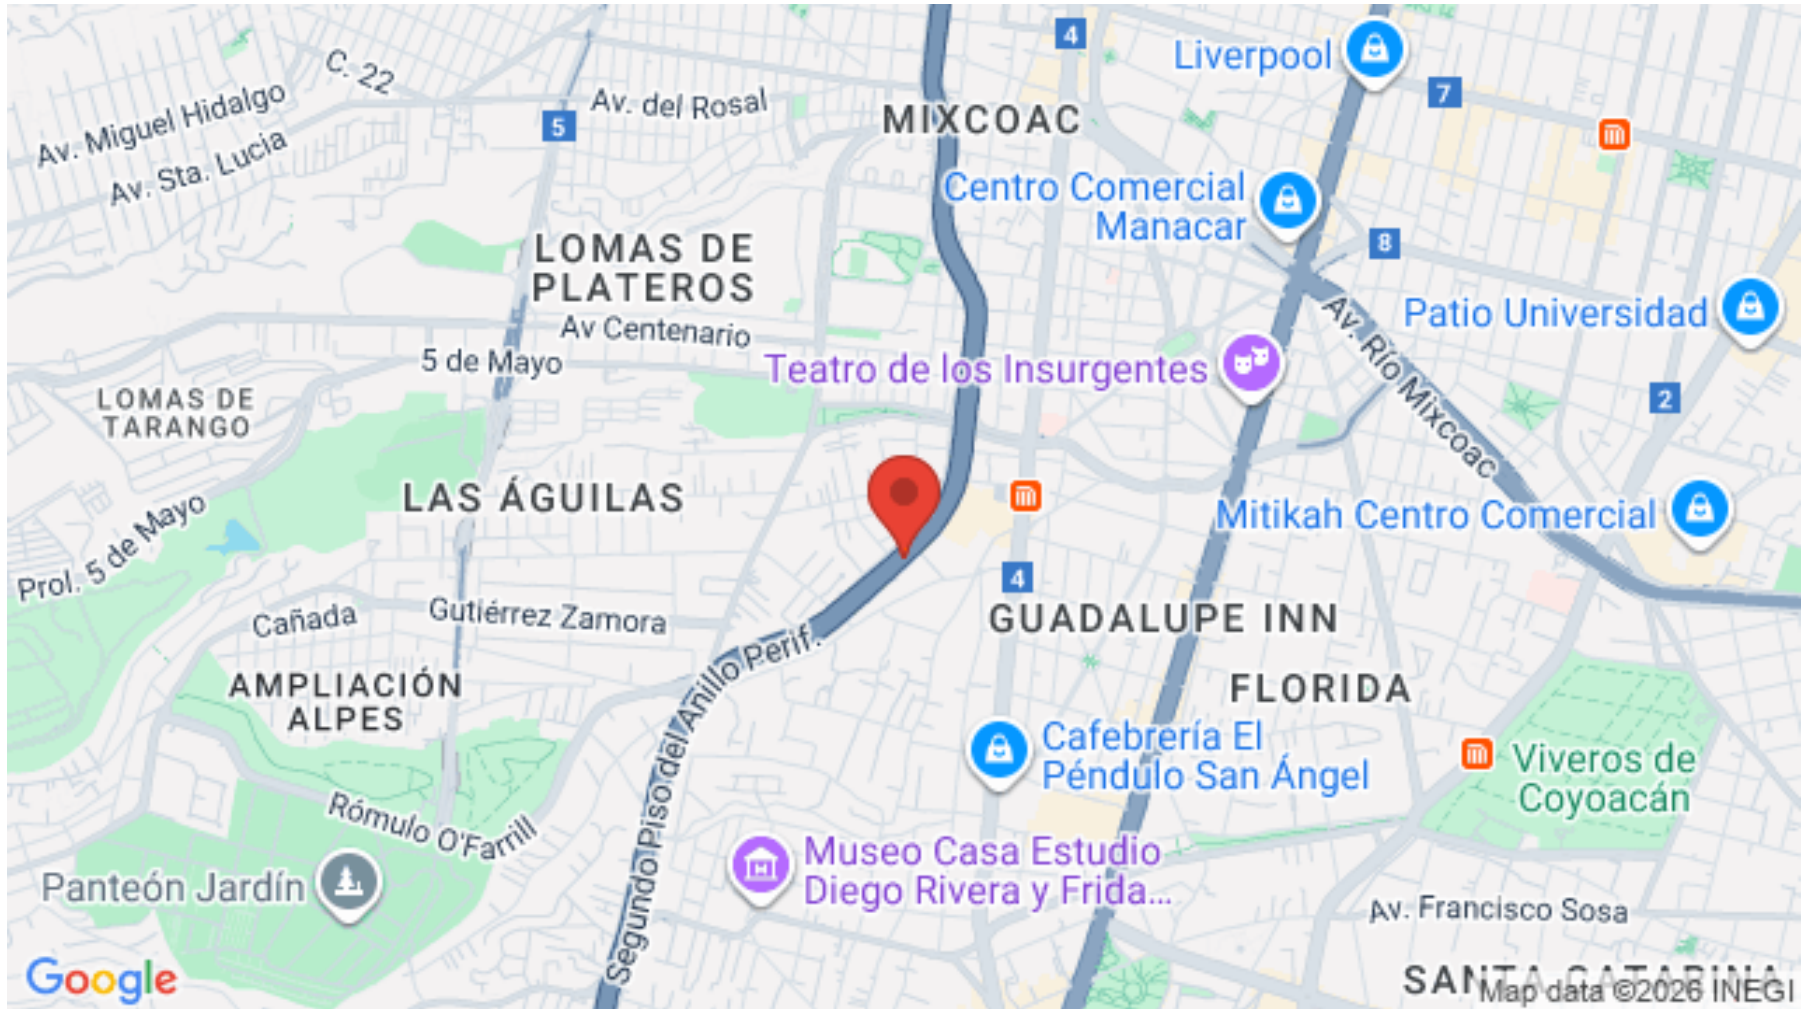 C. 22
Av. Miguel Hidalgo
Av. Sta. Lucia
5
Av. del Rosal
4
MIXCOAC
Liverpool
7
Centro Comercial
Manacar
8
LOMAS DE
PLATEROS
Av Centenario
5 de Mayo
Teatro de los Insurgentes
Av. Río Mixcoac
Patio Universidad
2
LOMAS DE
TARANGO
LAS ÁGUILAS
Prol. 5 de Mayo
Mitikah Centro Comercial
4
Cañada
Gutiérrez Zamora
GUADALUPE INN
Segundo Piso del Anillo Perif.
AMPLIACIÓN
ALPES
FLORIDA
Cafebrería El
Péndulo San Ángel
Viveros de
Coyoacán
Rómulo O'Farrill
Panteón Jardín
Museo Casa Estudio
Diego Rivera y Frida...
Av. Francisco Sosa
SANTA CATARINA
Google
Map data ©2026 INEGI